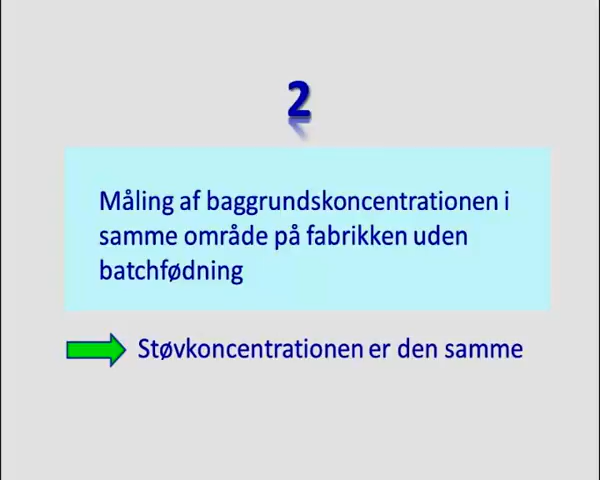 2
Måling af baggrundskoncentrationen i
samme område på fabrikken uden
batchfødning
Støvkoncentrationen er den samme